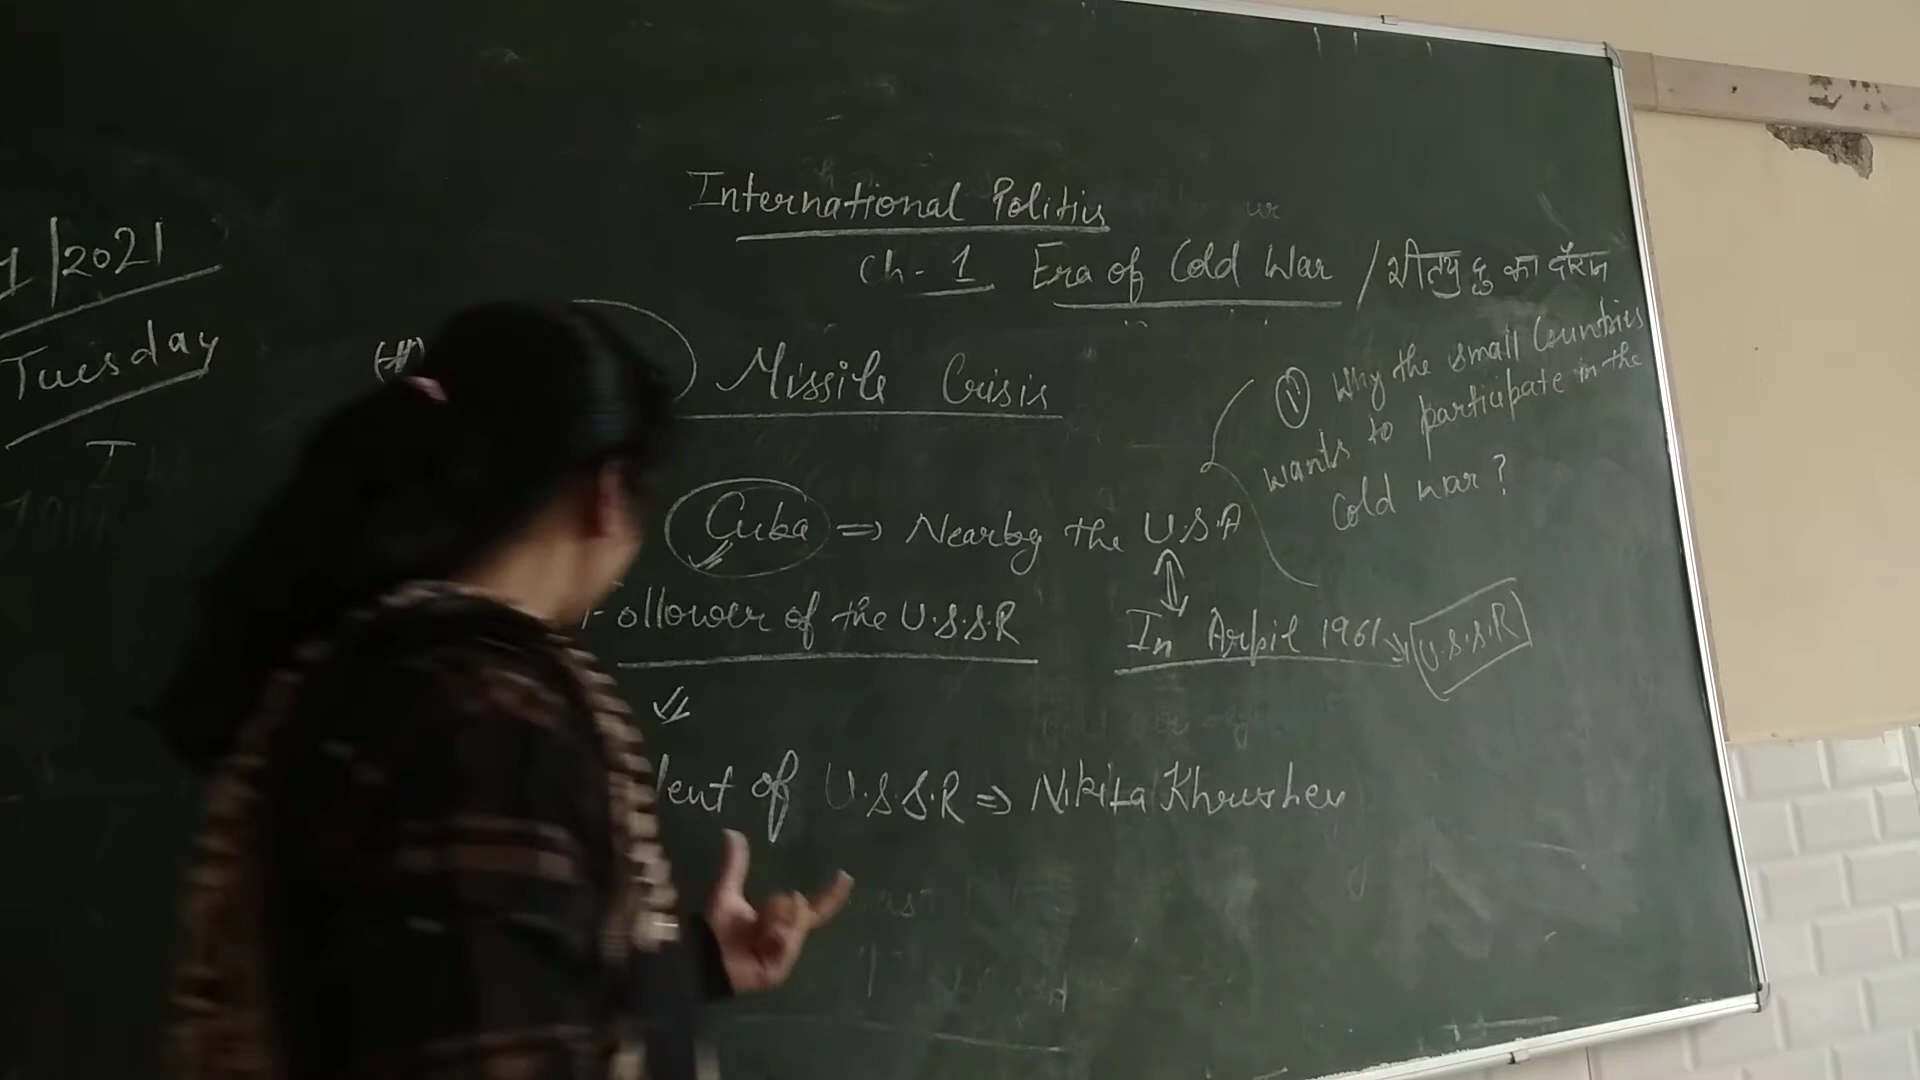 1/2021
Tuesday
International Politics
Ch-1 Era of Cold War / शीतयुद्ध का दौर
(#)
Missile Crisis
① Why the small Countries
wants to participate in the
Cold war?
Cuba ⇒ Nearby the U.S.A
Follower of the U.S.S.R
In Arpil 1961 → U.S.S.R
dent of U.S.S.R ⇒ Nikita Khrushev